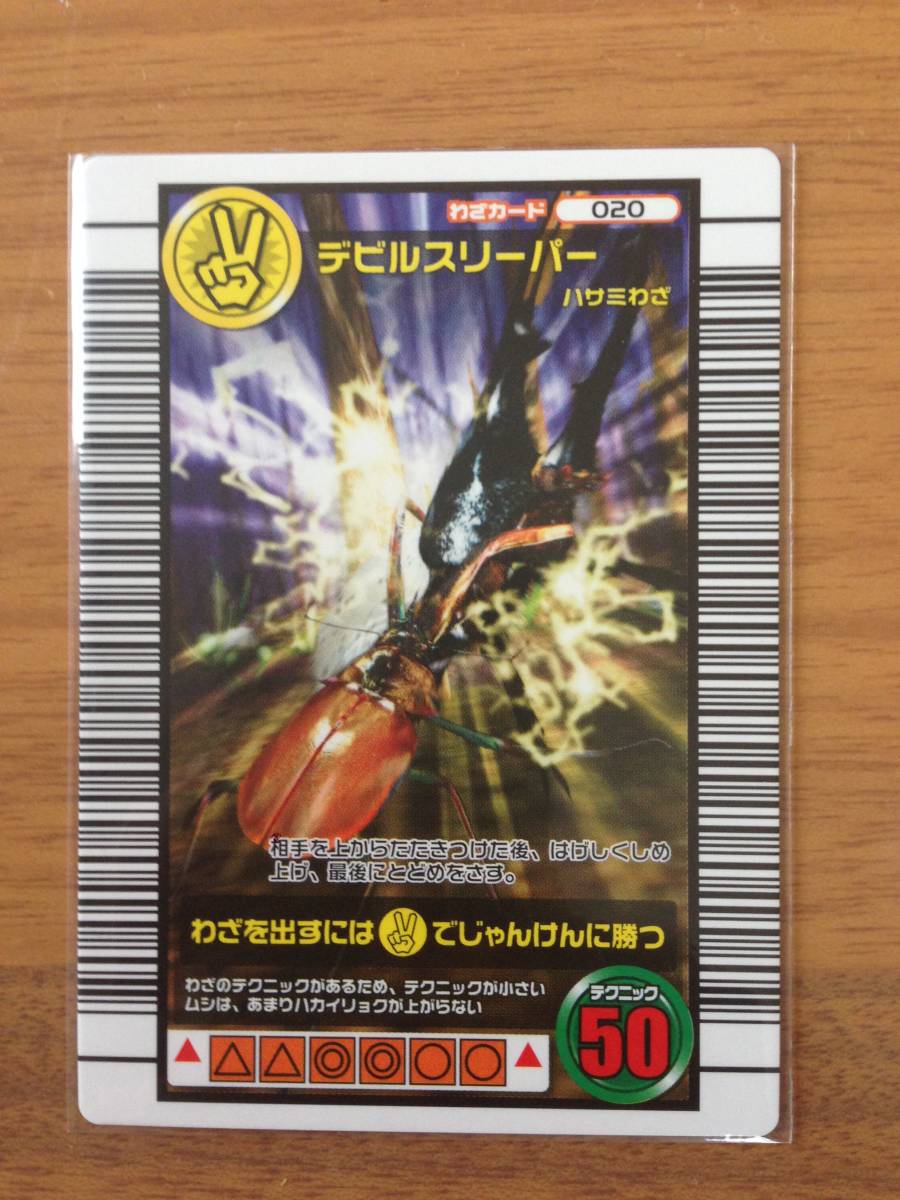 わざカード 020
デビルスリーパー
ハサミわざ
相手を上からたたきつけた後、はげしくしめ
上げ、最後にとどめをさす。
わざを出すには でじゃんけんに勝つ
わざのテクニックがあるため、テクニックが小さい
ムシは、あまりハカイリョクが上がらない
テクニック
50